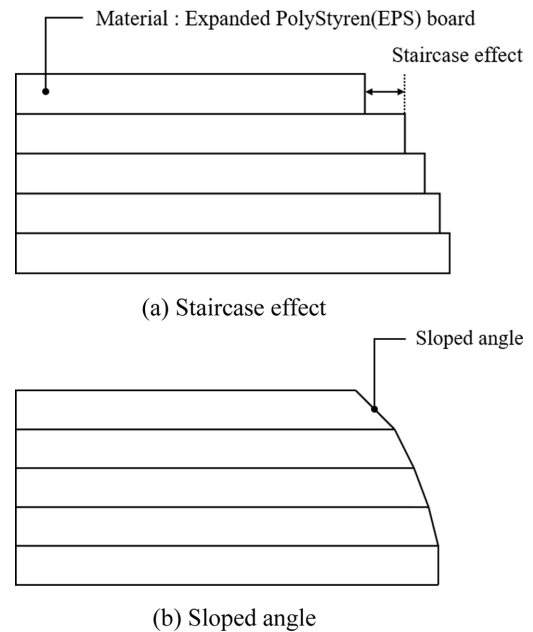 Material : Expanded PolyStyren(EPS) board
Staircase effect
(a) Staircase effect
Sloped angle
(b) Sloped angle